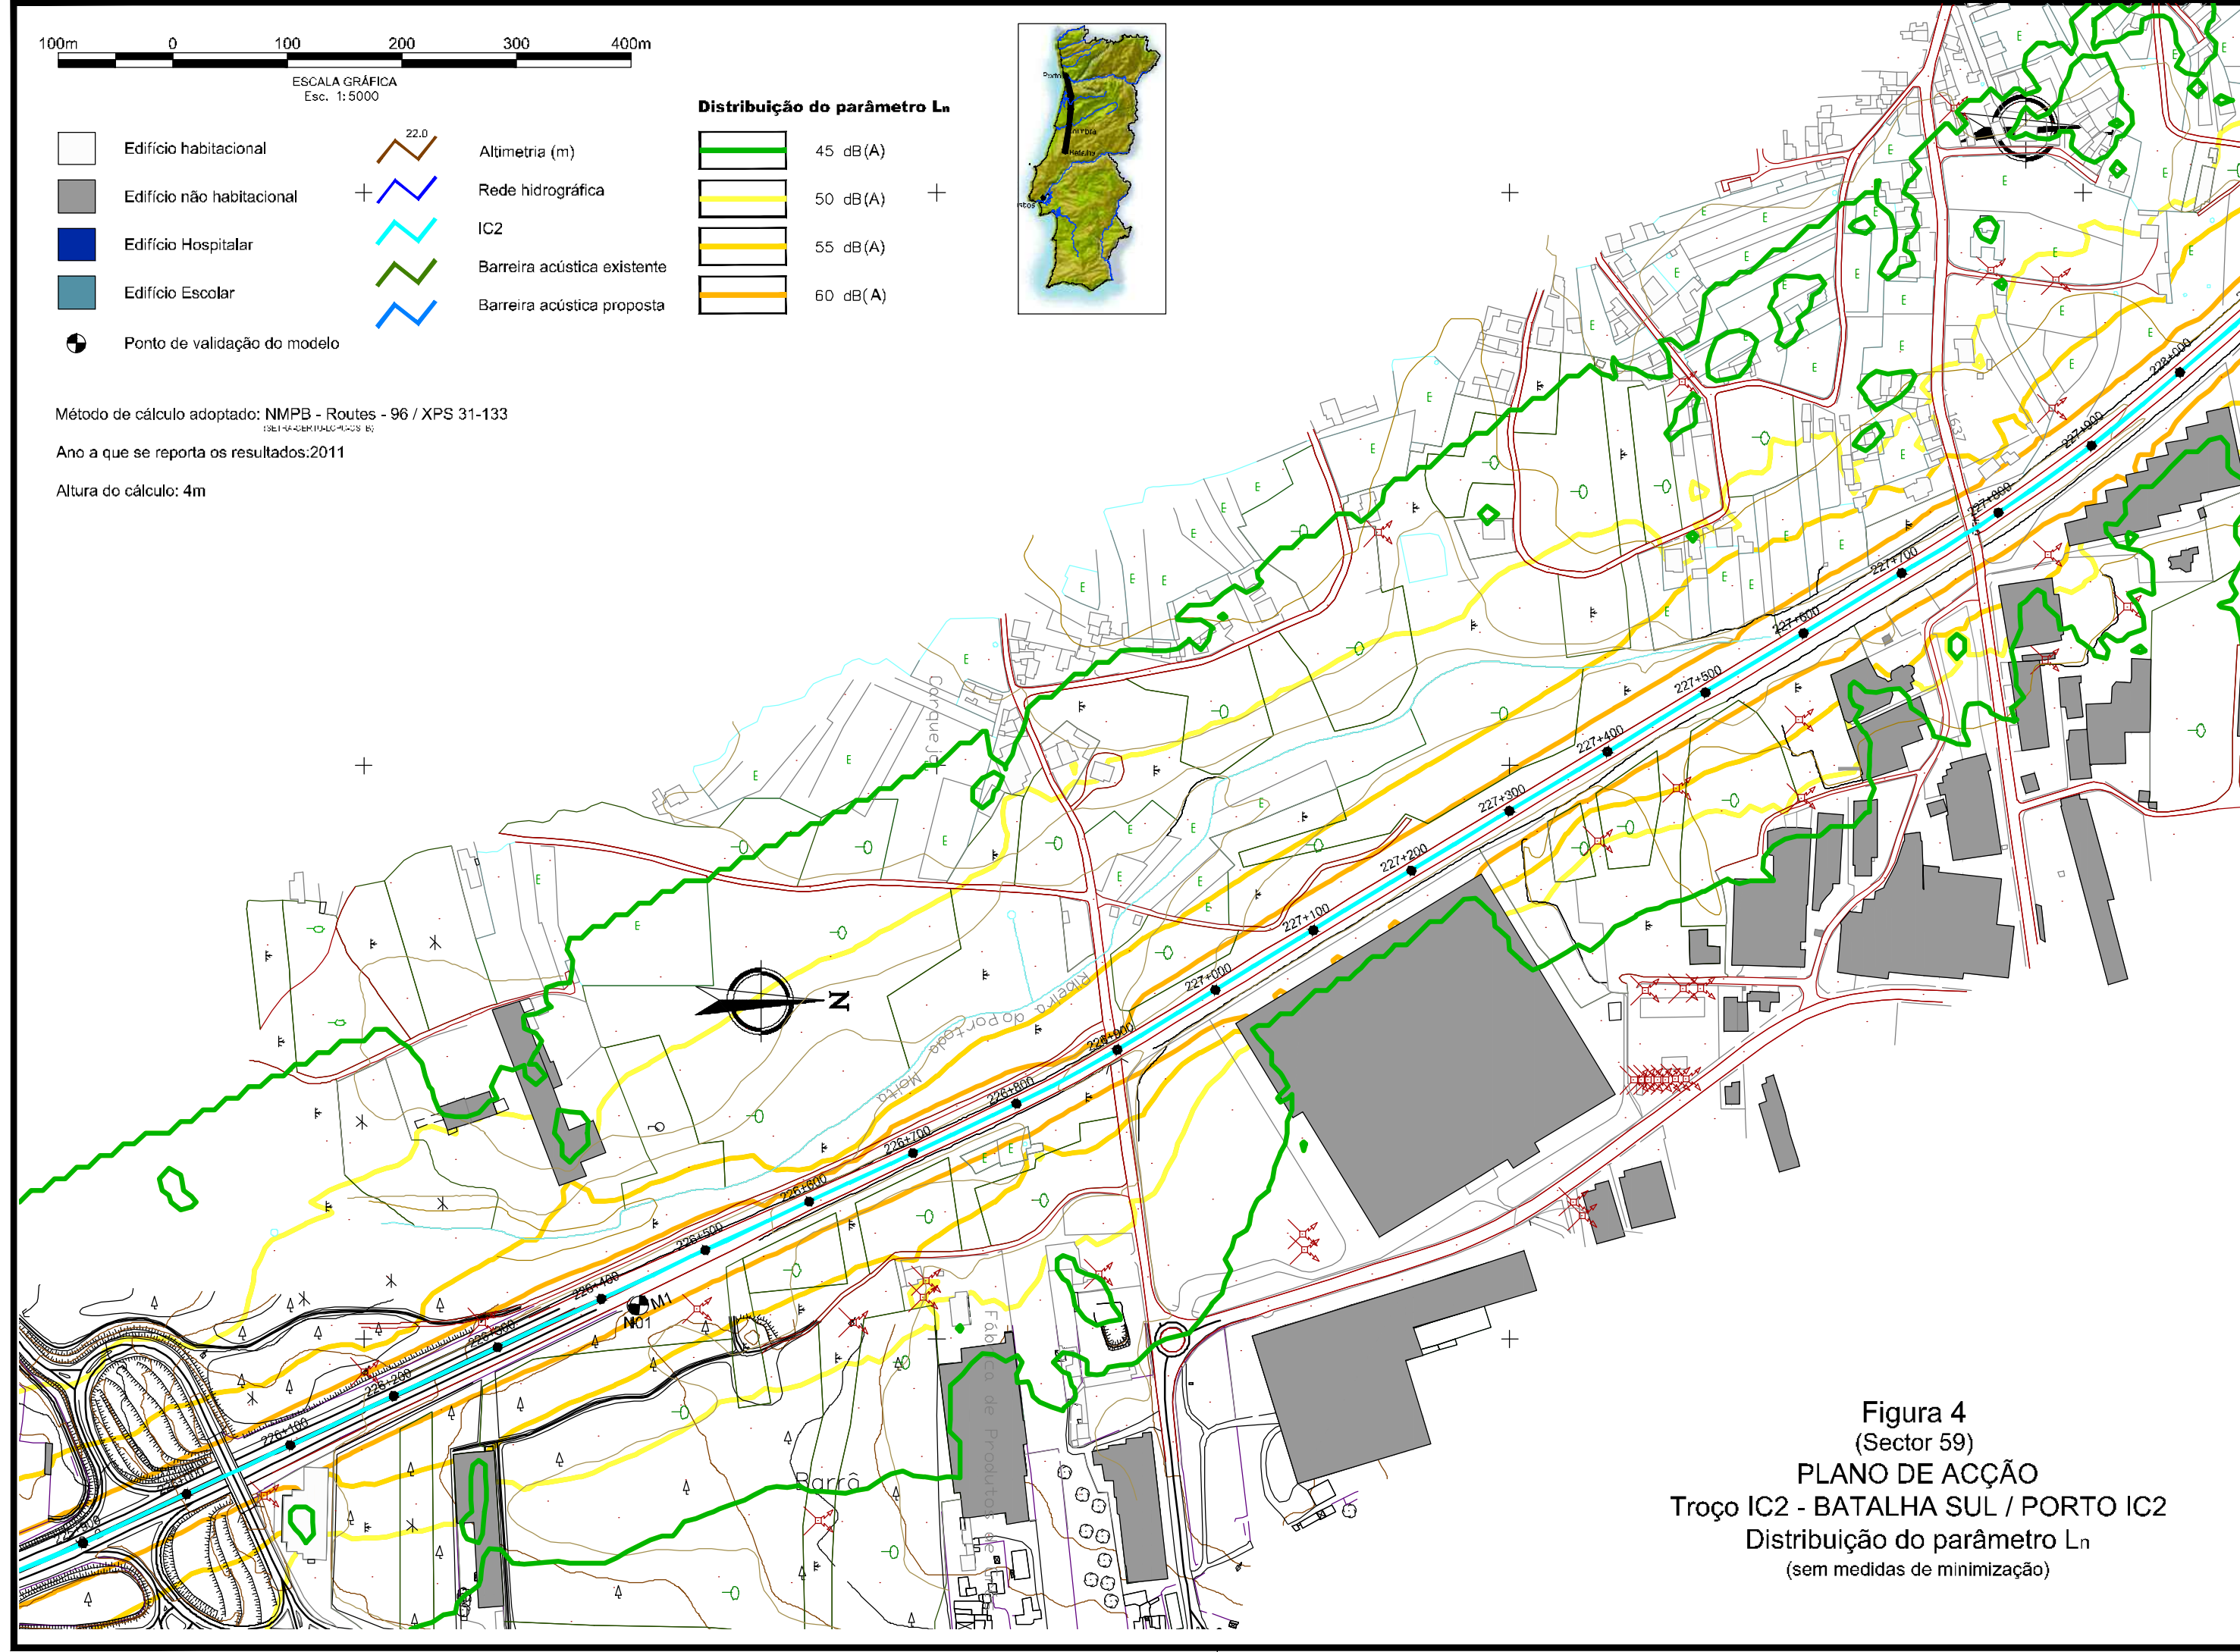 100m 0 100 200 300 400m
ESCALA GRÁFICA
Esc. 1:5000
Edifício habitacional
Edifício não habitacional
Edifício Hospitalar
Edifício Escolar
Ponto de validação do modelo
22.0
Altimetria (m)
Rede hidrográfica
IC2
Barreira acústica existente
Barreira acústica proposta
Distribuição do parâmetro Ln
45 dB(A)
50 dB(A)
55 dB(A)
60 dB(A)
Porto
Batalha
Método de cálculo adoptado: NMPB - Routes - 96 / XPS 31-133
Ano a que se reporta os resultados:2011
Altura do cálculo: 4m
228+000
227+900
227+800
227+700
227+600
227+500
227+400
227+300
227+200
227+100
227+000
226+900
226+800
226+700
226+600
226+500
226+400
226+300
226+200
226+100
1637
N
Ribeira do Portode
Moita
M1
Barrô
Fábrica de Produtos de
Figura 4
(Sector 59)
PLANO DE ACÇÃO
Troço IC2 - BATALHA SUL / PORTO IC2
Distribuição do parâmetro Ln
(sem medidas de minimização)